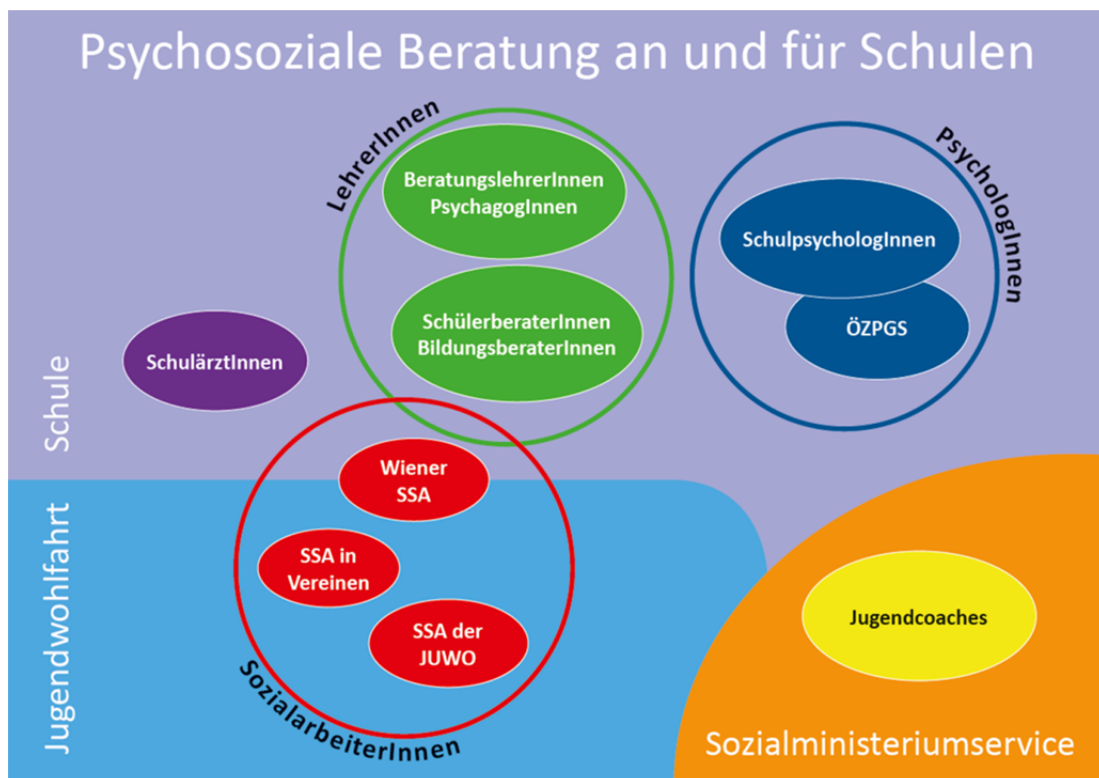 Psychosoziale Beratung an und für Schulen
LehrerInnen
BeratungslehrerInnen
PsychagogInnen
SchülerberaterInnen
BildungsberaterInnen
PsychologInnen
SchulpsychologInnen
ÖZPGS
SchulärztInnen
Schule
Wiener
SSA
SSA in
Vereinen
SSA der
JUWO
SozialarbeiterInnen
Jugendwohlfahrt
Jugendcoaches
Sozialministeriumservice